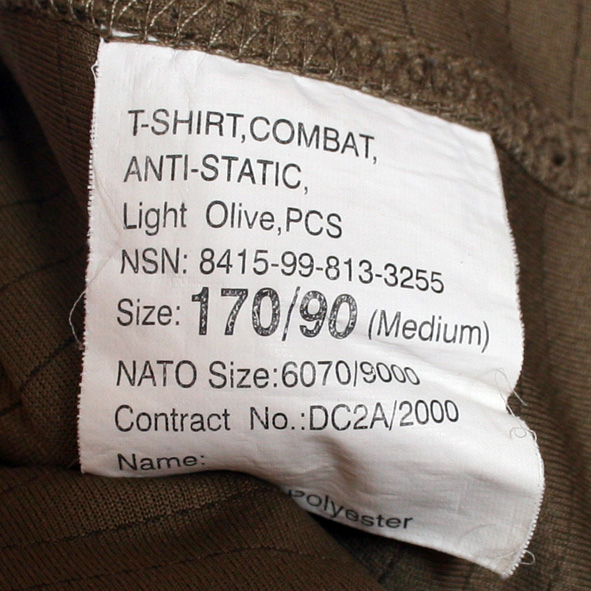 T-SHIRT,COMBAT,
ANTI-STATIC,
Light Olive,PCS
NSN: 8415-99-813-3255
Size: 170/90 (Medium)
NATO Size:6070/9000
Contract No.:DC2A/2000
Name:
Polyester